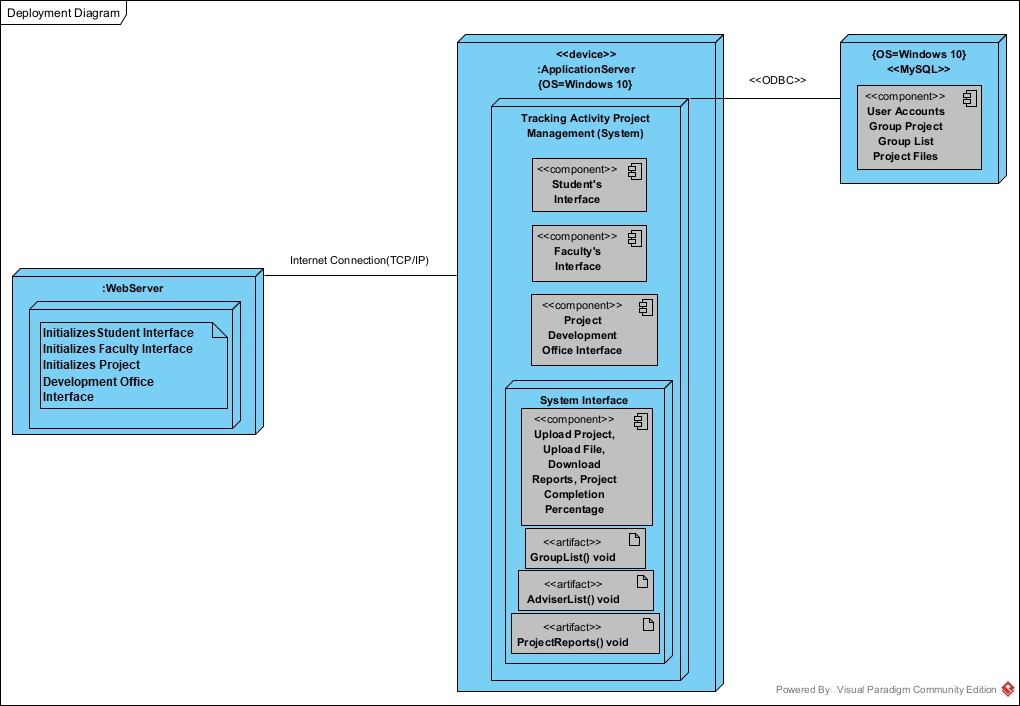 Deployment Diagram
<<device>>
:ApplicationServer
{OS=Windows 10}
Tracking Activity Project
Management (System)
<<component>>
Student's
Interface
<<component>>
Faculty's
Interface
<<component>>
Project
Development
Office Interface
System Interface
<<component>>
Upload Project,
Upload File,
Download
Reports, Project
Completion
Percentage
<<artifact>>
GroupList() void
<<artifact>>
AdviserList() void
<<artifact>>
ProjectReports() void
<<ODBC>>
{OS=Windows 10}
<<MySQL>>
<<component>>
User Accounts
Group Project
Group List
Project Files
Internet Connection(TCP/IP)
:WebServer
Initializes Student Interface
Initializes Faculty Interface
Initializes Project
Development Office
Interface
Powered By Visual Paradigm Community Edition